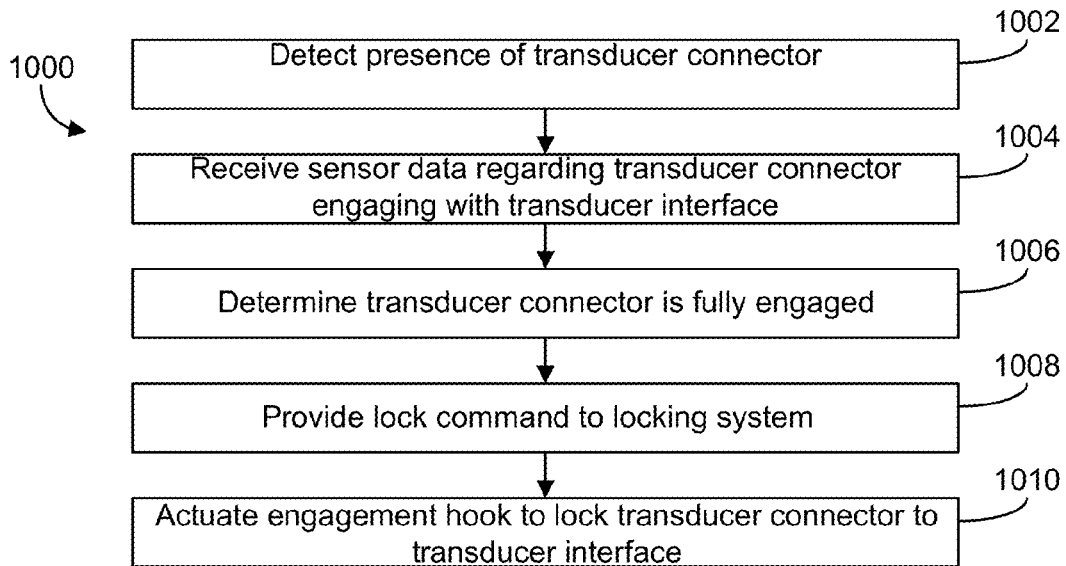 1000
Detect presence of transducer connector
1002
Receive sensor data regarding transducer connector
engaging with transducer interface
1004
Determine transducer connector is fully engaged
1006
Provide lock command to locking system
1008
Actuate engagement hook to lock transducer connector to
transducer interface
1010